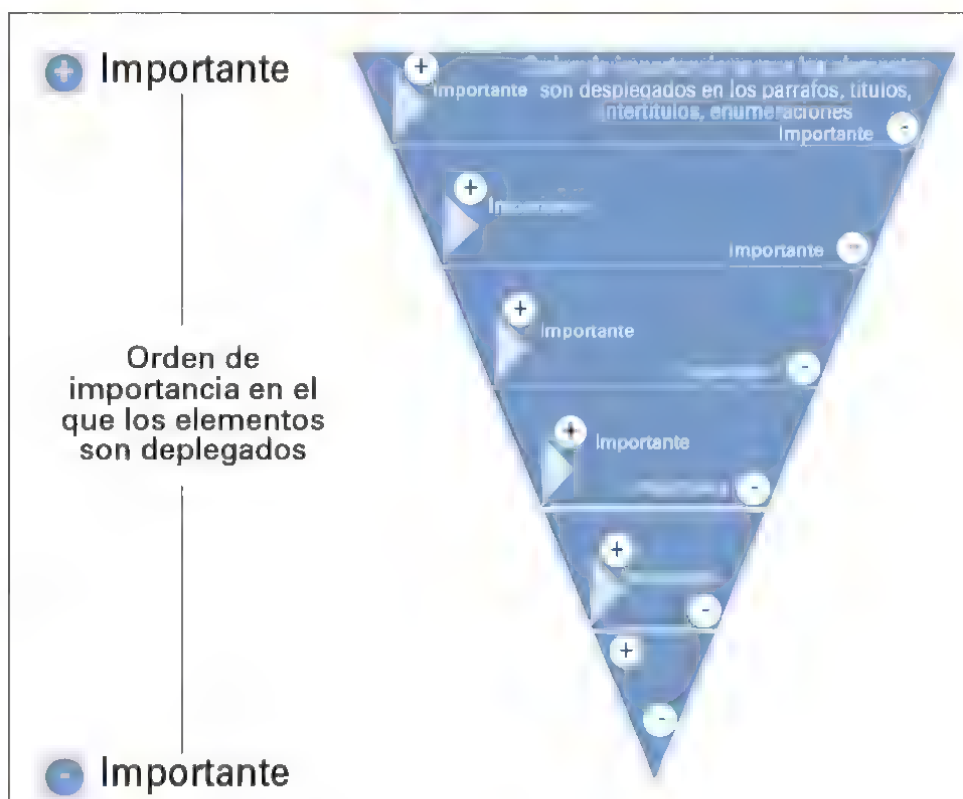 + Importante
Orden de
importancia en el
que los elementos
son deplegados
- Importante
+
Importante son desplegados en los parrafos, titulos,
intertítulos, enumeraciones
Importante -
+
Importante -
+
Importante
-
+
Importante
-
+
-
+
-